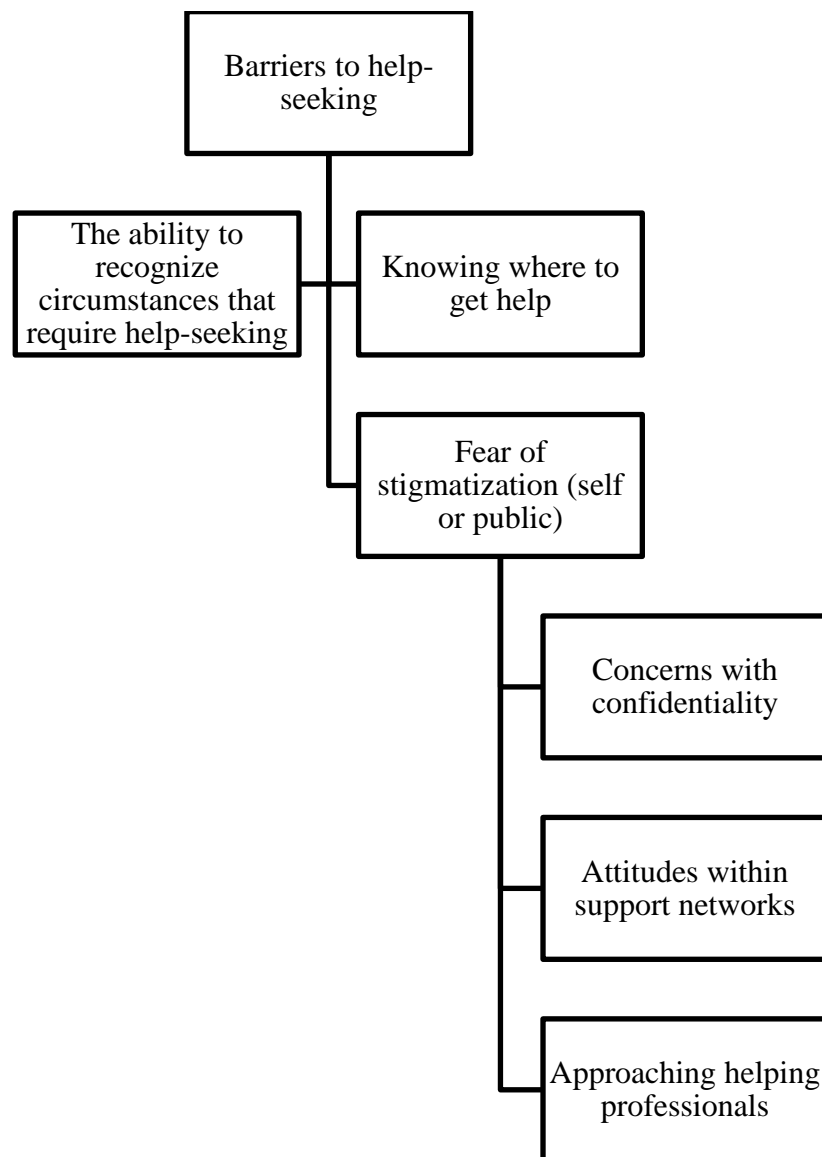 Barriers to help-
seeking
The ability to
recognize
circumstances that
require help-seeking
Knowing where to
get help
Fear of
stigmatization (self
or public)
Concerns with
confidentiality
Attitudes within
support networks
Approaching helping
professionals